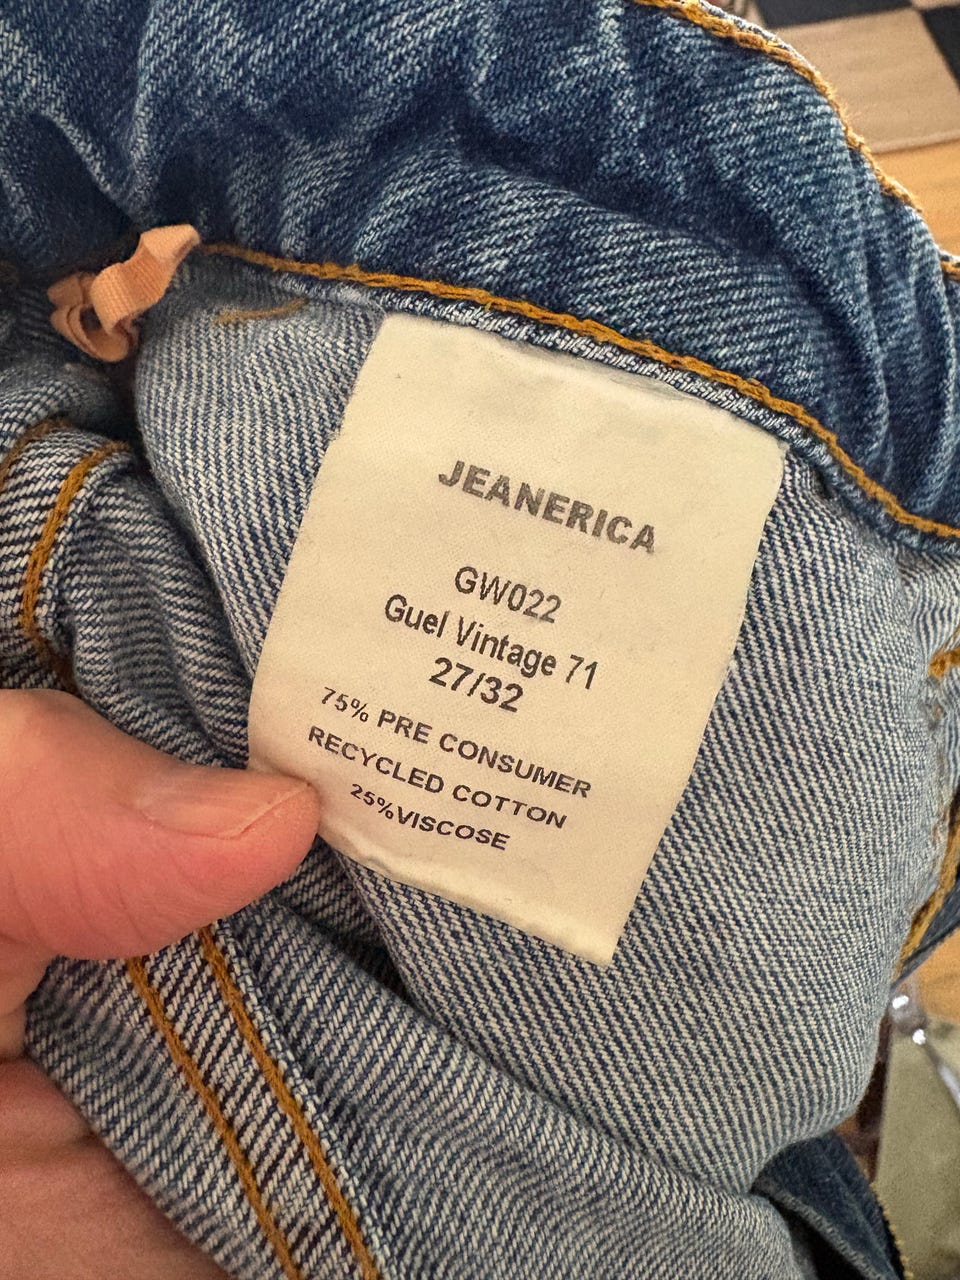 JEANERICA
GW022
Guel Vintage 71
27/32
75% PRE CONSUMER
RECYCLED COTTON
25%VISCOSE